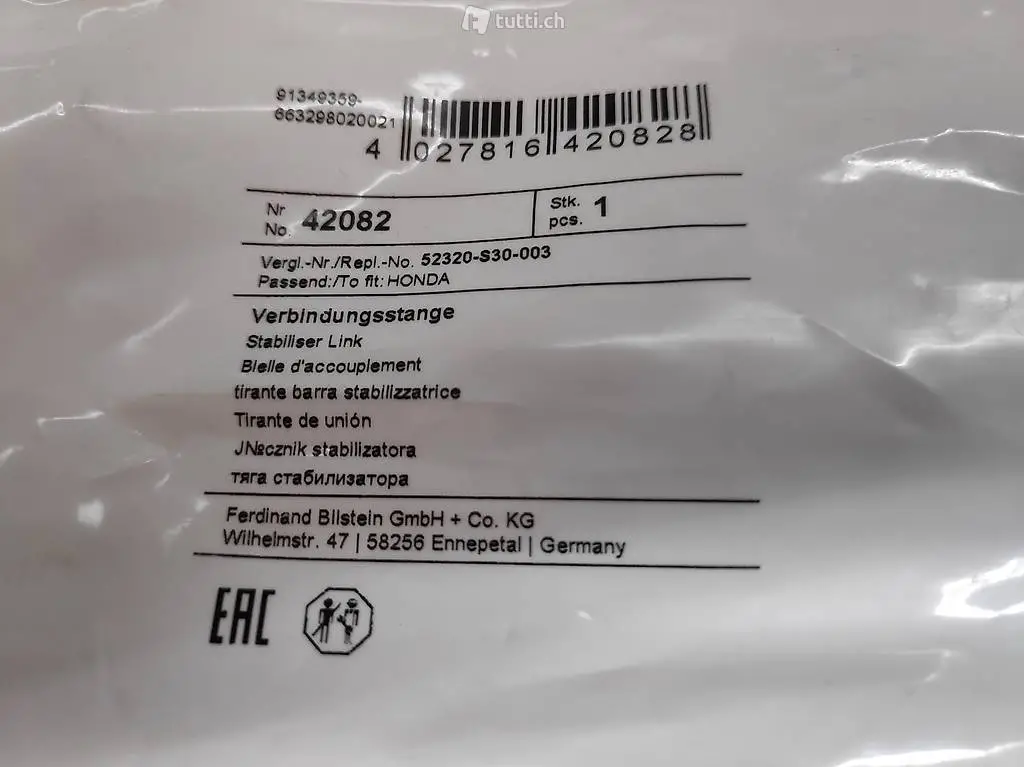 tutti.ch
91349359-
663298020021
4 027816 420828
Nr
No. 42082
Stk.
pcs. 1
Vergl.-Nr./Repl.-No. 52320-S30-003
Passend:/To fit: HONDA
Verbindungsstange
Stabiliser Link
Bielle d'accouplement
tirante barra stabilizzatrice
Tirante de unión
J№cznik stabilizatora
тяга стабилизатора
Ferdinand Bilstein GmbH + Co. KG
Wilhelmstr. 47 | 58256 Ennepetal | Germany
EAC